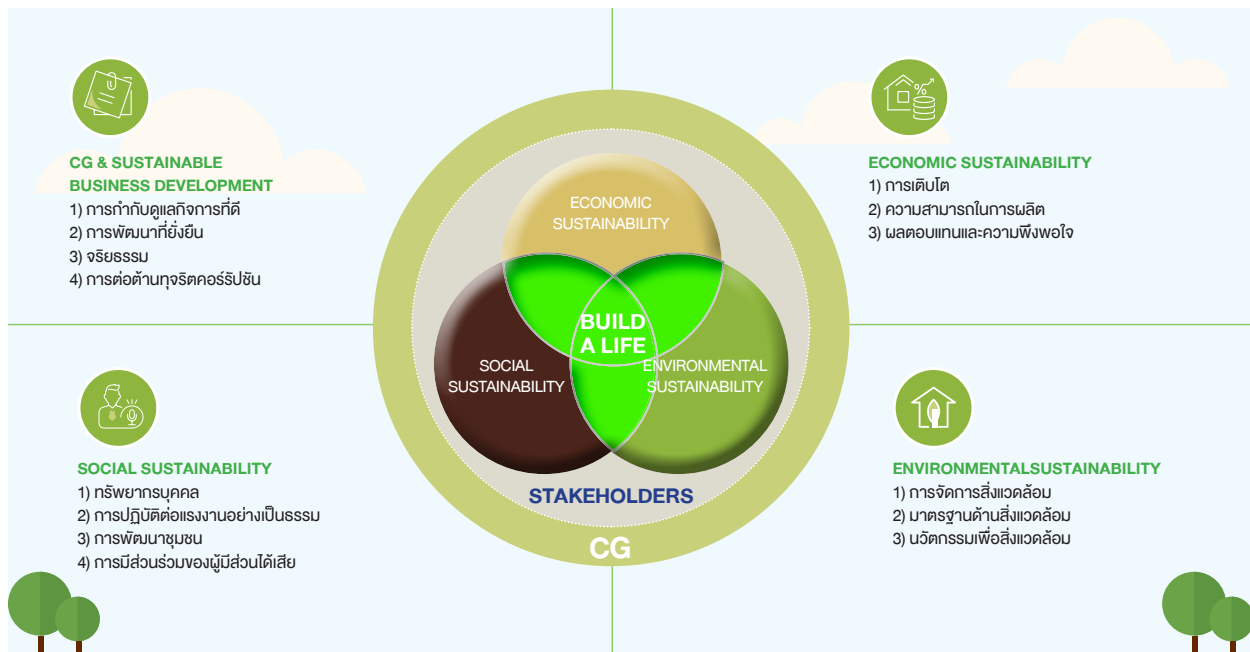 CG & SUSTAINABLE
BUSINESS DEVELOPMENT
1) การกำกับดูแลกิจการที่ดี
2) การพัฒนาที่ยั่งยืน
3) จริยธรรม
4) การต่อต้านทุจริตคอร์รัปชัน
ECONOMIC SUSTAINABILITY
1) การเติบโต
2) ความสามารถในการผลิต
3) ผลตอบแทนและความพึงพอใจ
ECONOMIC
SUSTAINABILITY
BUILD
A LIFE
SOCIAL
SUSTAINABILITY
ENVIRONMENTAL
SUSTAINABILITY
STAKEHOLDERS
CG
SOCIAL SUSTAINABILITY
1) ทรัพยากรบุคคล
2) การปฏิบัติต่อแรงงานอย่างเป็นธรรม
3) การพัฒนาชุมชน
4) การมีส่วนร่วมของผู้มีส่วนได้เสีย
ENVIRONMENTALSUSTAINABILITY
1) การจัดการสิ่งแวดล้อม
2) มาตรฐานด้านสิ่งแวดล้อม
3) นวัตกรรมเพื่อสิ่งแวดล้อม